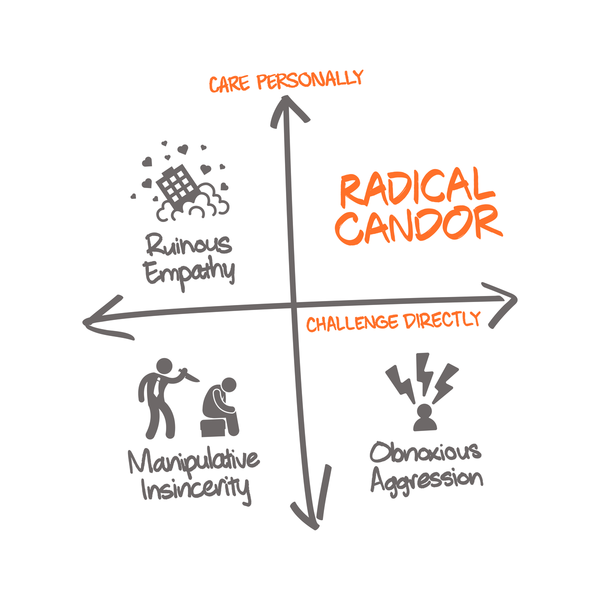 CARE PERSONALLY
RADICAL
CANDOR
Ruinous
Empathy
CHALLENGE DIRECTLY
Manipulative
Insincerity
Obnoxious
Aggression